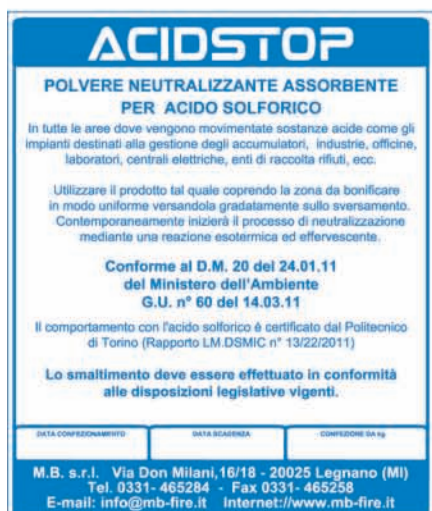 ACIDSTOP
POLVERE NEUTRALIZZANTE ASSORBENTE
PER ACIDO SOLFORICO
In tutte le aree dove vengono movimentate sostanze acide come gli
impianti destinati alla gestione degli accumulatori, industrie, officine,
laboratori, centrali elettriche, enti di raccolta rifiuti, ecc.
Utilizzare il prodotto tal quale coprendo la zona da bonificare
in modo uniforme versandola gradatamente sullo sversamento.
Contemporaneamente inizierà il processo di neutralizzazione
mediante una reazione esotermica ed effervescente.
Conforme al D.M. 20 del 24.01.11
del Ministero dell'Ambiente
G.U. n° 60 del 14.03.11
Il comportamento con l'acido solforico é certificato dal Politecnico
di Torino (Rapporto LM.DSMIC n° 13/22/2011)
Lo smaltimento deve essere effettuato in conformità
alle disposizioni legislative vigenti.
DATA CONFEZIONAMENTO DATA SCADENZA CONFEZIONE DA Kg
M.B. s.r.l. Via Don Milani,16/18 - 20025 Legnano (MI)
Tel. 0331- 465284 - Fax 0331- 465258
E-mail: info@mb-fire.it Internet://www.mb-fire.it